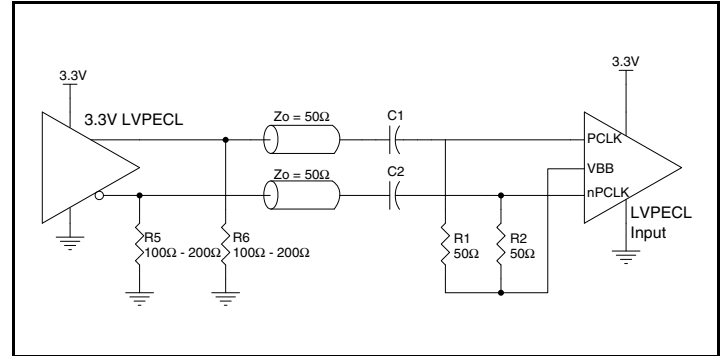 3.3V
3.3V LVPECL
Zo = 50Ω
C1
Zo = 50Ω
C2
R5
100Ω - 200Ω
R6
100Ω - 200Ω
R1
50Ω
R2
50Ω
3.3V
PCLK
VBB
nPCLK
LVPECL
Input